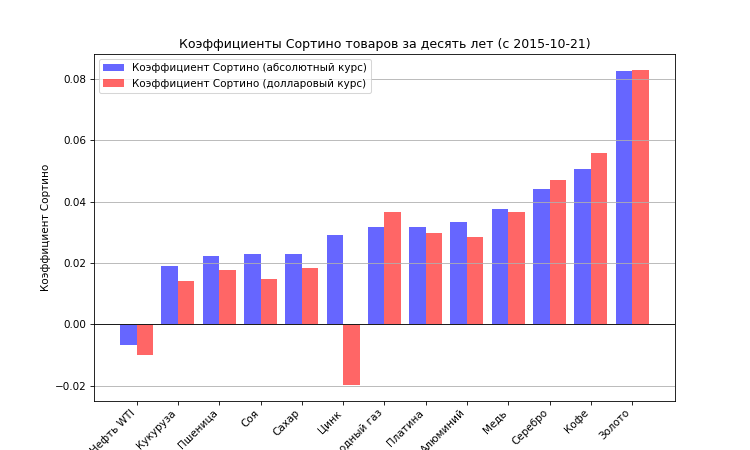 Коэффициенты Сортино товаров за десять лет (с 2015-10-21)
Коэффициент Сортино (абсолютный курс)
Коэффициент Сортино (долларовый курс)
Коэффициент Сортино
0.08
0.06
0.04
0.02
0.00
−0.02
Нефть WTI
Кукуруза
Пшеница
Соя
Сахар
Цинк
газ
Платина
Алюминий
Медь
Серебро
Кофе
Золото